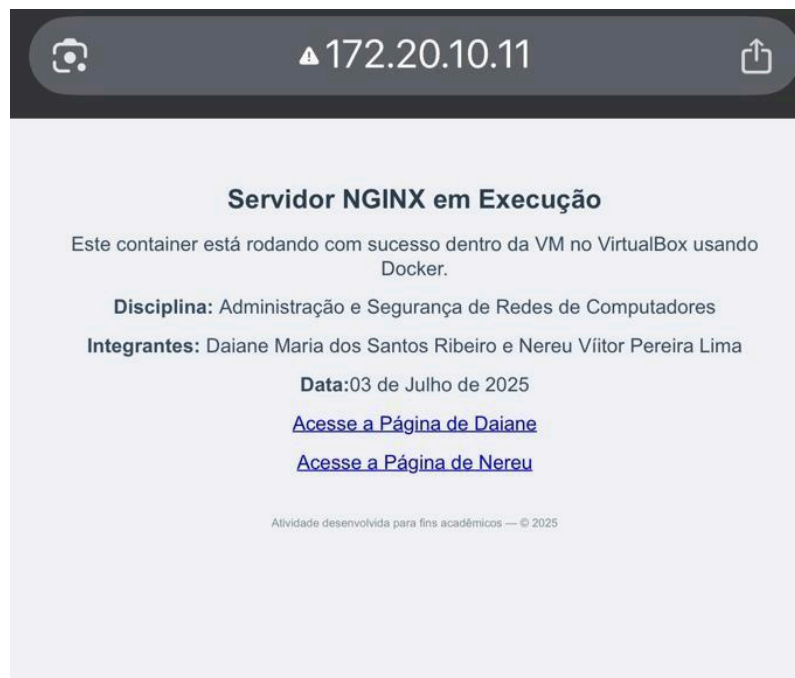 172.20.10.11
Servidor NGINX em Execução
Este container está rodando com sucesso dentro da VM no VirtualBox usando
Docker.
Disciplina: Administração e Segurança de Redes de Computadores
Integrantes: Daiane Maria dos Santos Ribeiro e Nereu Víitor Pereira Lima
Data:03 de Julho de 2025
Acesse a Página de Daiane
Acesse a Página de Nereu
Atividade desenvolvida para fins acadêmicos — © 2025